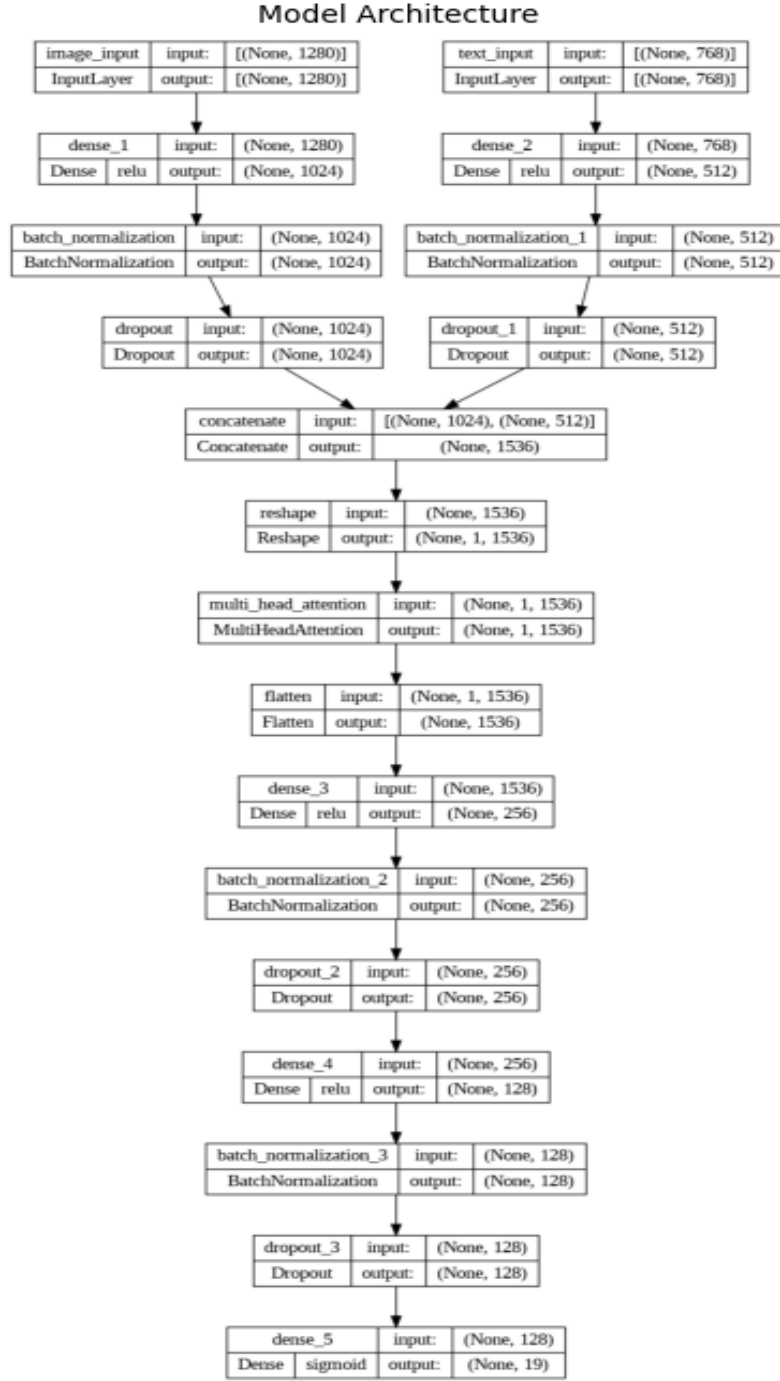 Model Architecture
image_input input: [(None, 1280)]
InputLayer output: [(None, 1280)]
text_input input: [(None, 768)]
InputLayer output: [(None, 768)]
dense_1 input: (None, 1280)
Dense relu output: (None, 1024)
dense_2 input: (None, 768)
Dense relu output: (None, 512)
batch_normalization input: (None, 1024)
BatchNormalization output: (None, 1024)
batch_normalization_1 input: (None, 512)
BatchNormalization output: (None, 512)
dropout input: (None, 1024)
Dropout output: (None, 1024)
dropout_1 input: (None, 512)
Dropout output: (None, 512)
concatenate input: [(None, 1024), (None, 512)]
Concatenate output: (None, 1536)
reshape input: (None, 1536)
Reshape output: (None, 1, 1536)
multi_head_attention input: (None, 1, 1536)
MultiHeadAttention output: (None, 1, 1536)
flatten input: (None, 1, 1536)
Flatten output: (None, 1536)
dense_3 input: (None, 1536)
Dense relu output: (None, 256)
batch_normalization_2 input: (None, 256)
BatchNormalization output: (None, 256)
dropout_2 input: (None, 256)
Dropout output: (None, 256)
dense_4 input: (None, 256)
Dense relu output: (None, 128)
batch_normalization_3 input: (None, 128)
BatchNormalization output: (None, 128)
dropout_3 input: (None, 128)
Dropout output: (None, 128)
dense_5 input: (None, 128)
Dense sigmoid output: (None, 19)